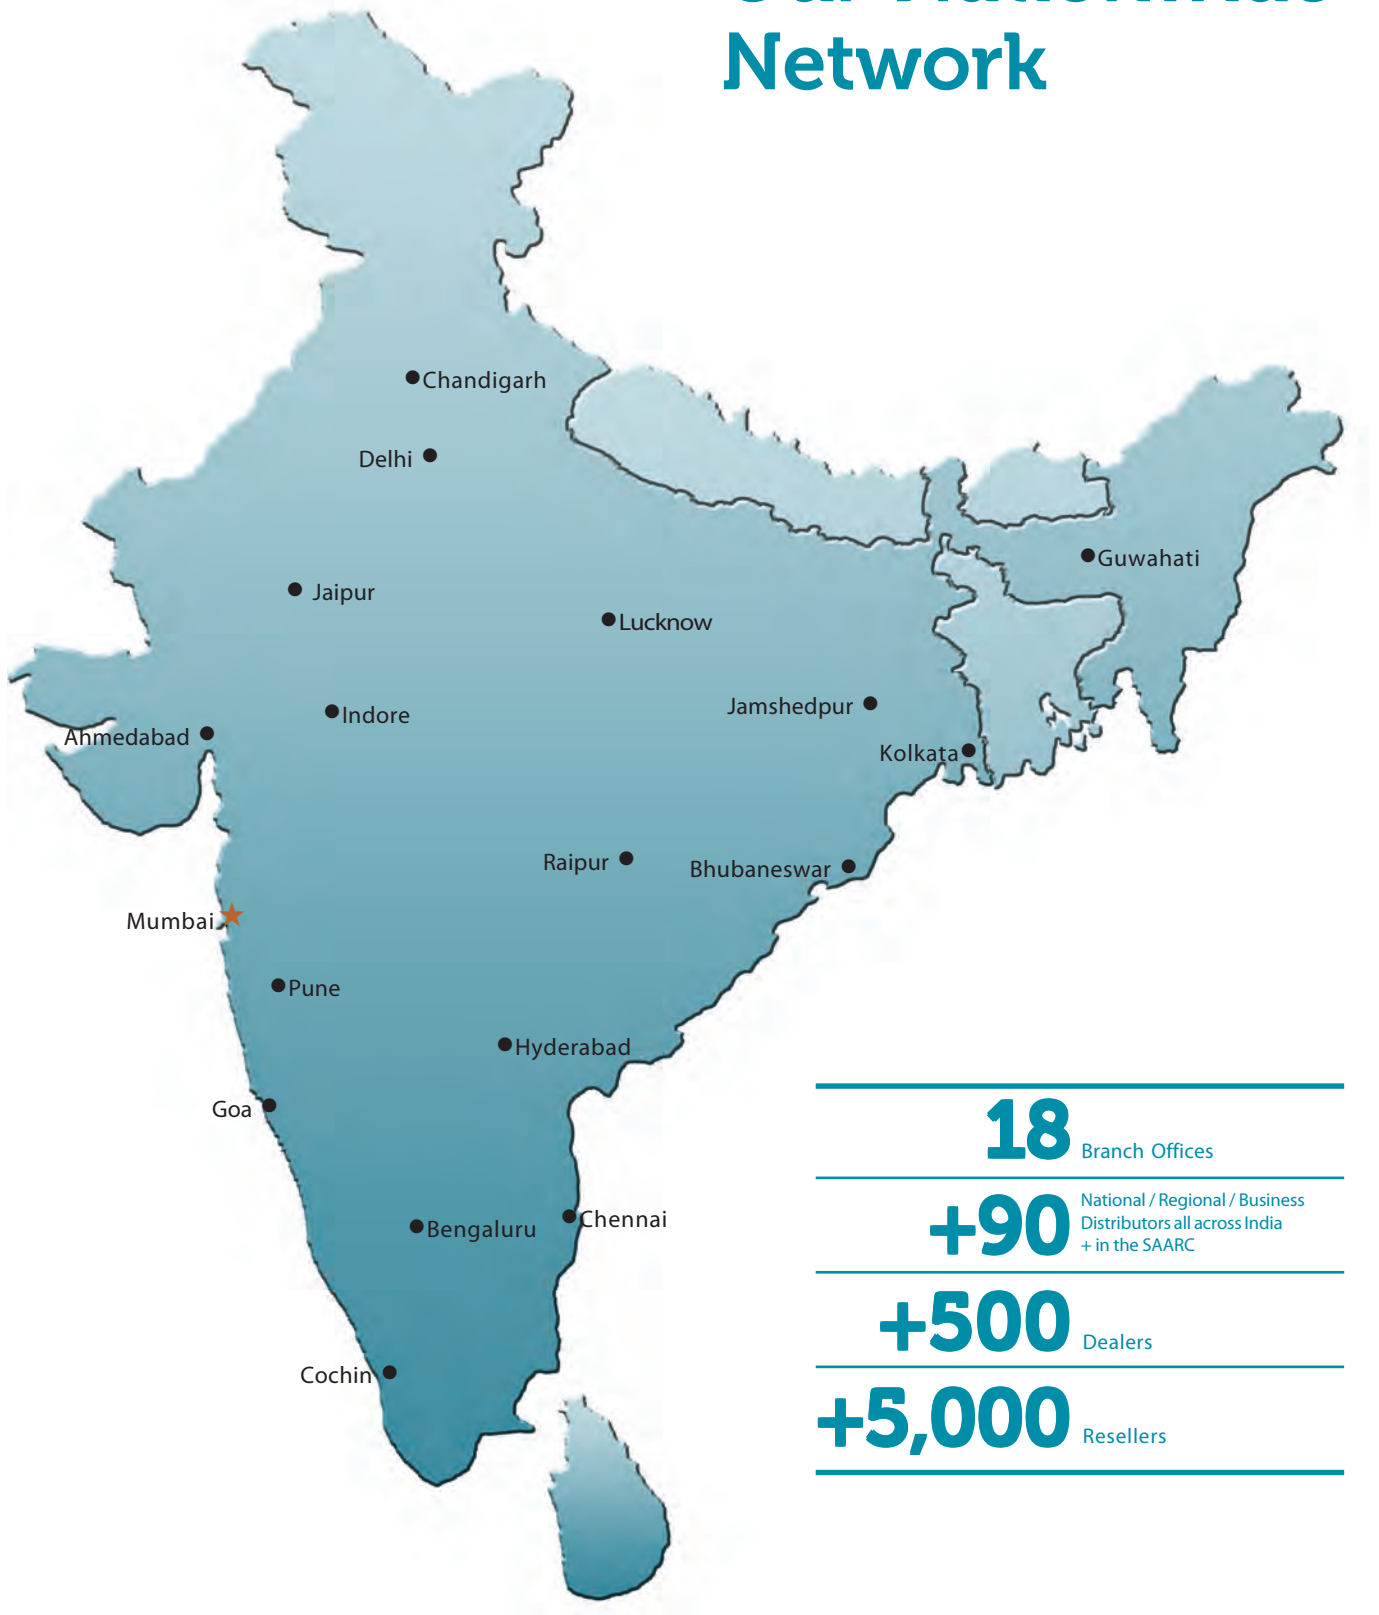 Network
Chandigarh
Delhi
Guwahati
Jaipur
Lucknow
Jamshedpur
Indore
Ahmedabad
Kolkata
Raipur
Bhubaneswar
Mumbai
Pune
Hyderabad
Goa
Chennai
Bengaluru
Cochin
18 Branch Offices
+90 National / Regional / Business
Distributors all across India
+ in the SAARC
+500 Dealers
+5,000 Resellers